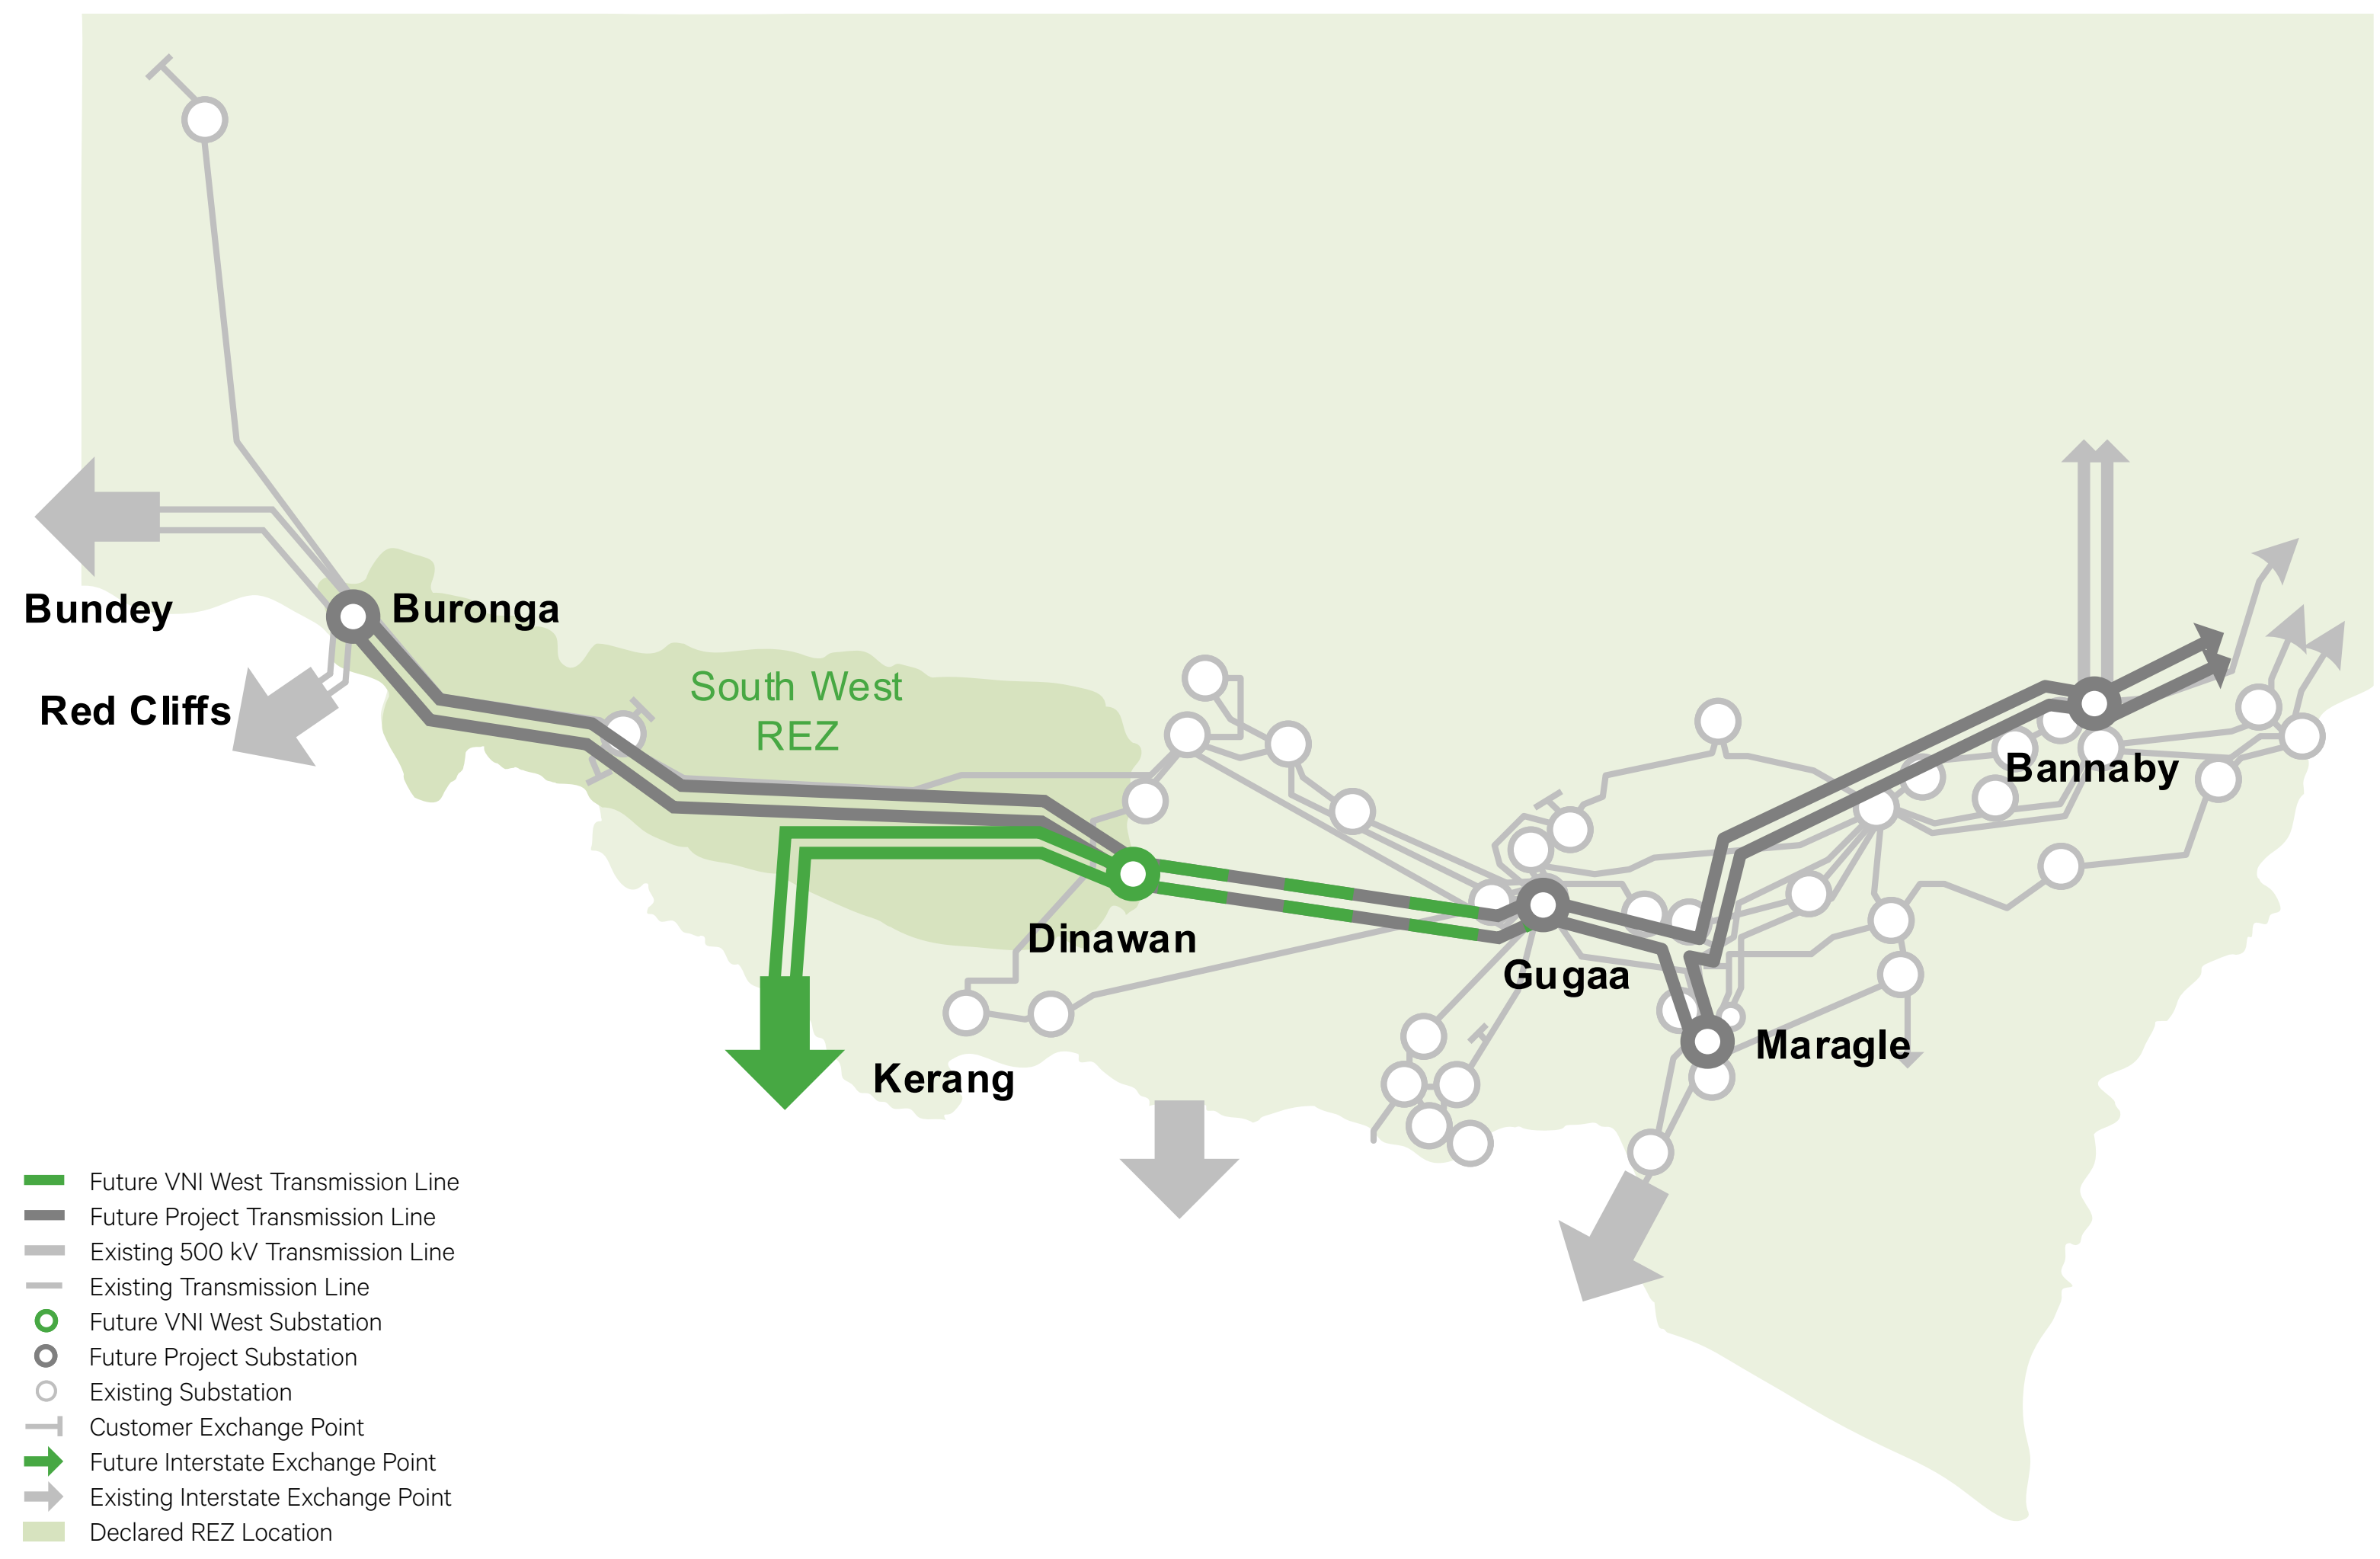 South West
REZ
Bundey
Buronga
Red Cliffs
Bannaby
Dinawan
Gugaa
Maragle
Kerang
Future VNI West Transmission Line
Future Project Transmission Line
Existing 500 kV Transmission Line
Existing Transmission Line
Future VNI West Substation
Future Project Substation
Existing Substation
Customer Exchange Point
Future Interstate Exchange Point
Existing Interstate Exchange Point
Declared REZ Location